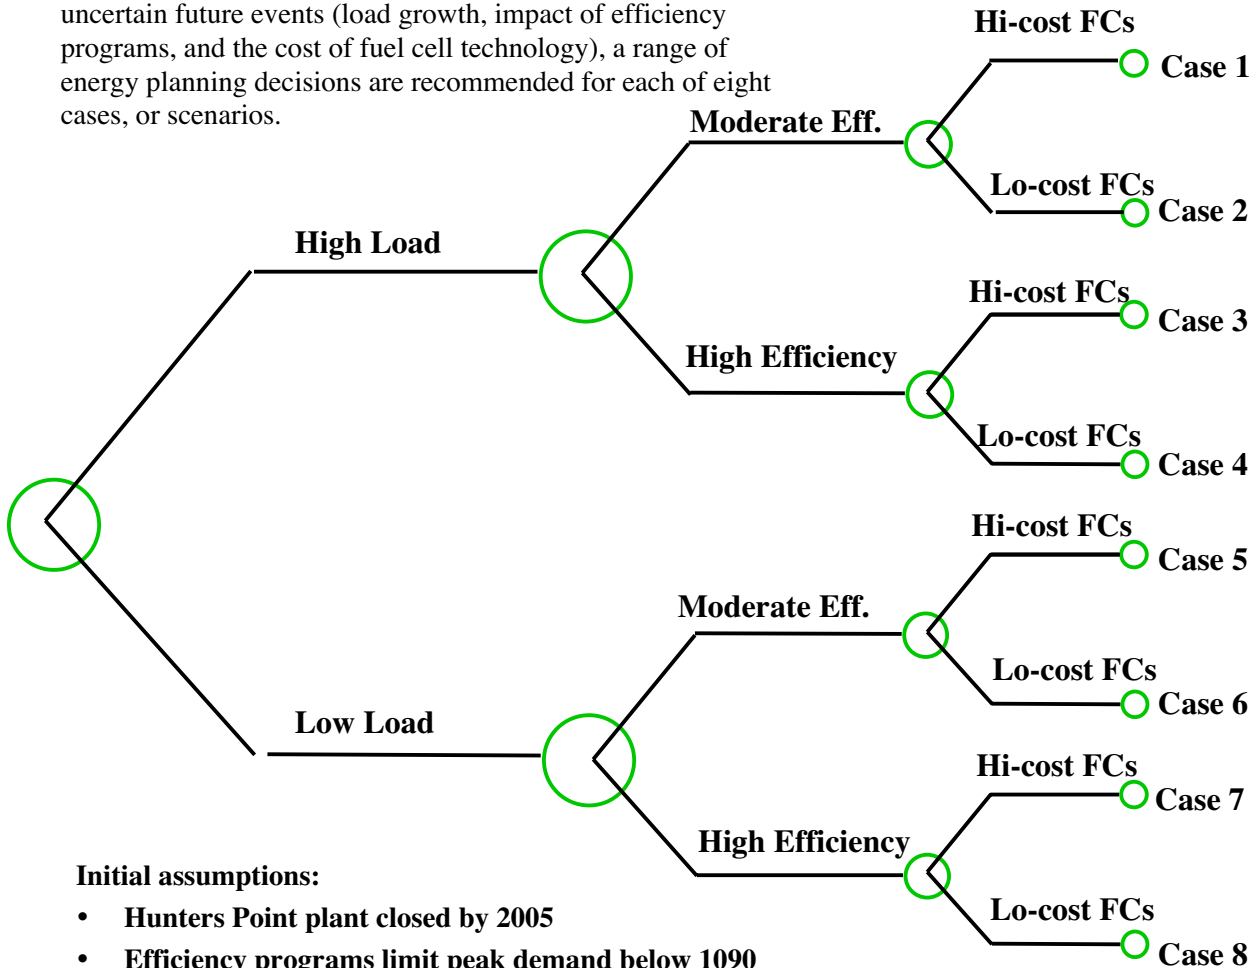 uncertain future events (load growth, impact of efficiency
programs, and the cost of fuel cell technology), a range of
energy planning decisions are recommended for each of eight
cases, or scenarios.
Hi-cost FCs
Case 1
Moderate Eff.
Lo-cost FCs
Case 2
High Load
Hi-cost FCs
Case 3
High Efficiency
Lo-cost FCs
Case 4
Hi-cost FCs
Case 5
Moderate Eff.
Lo-cost FCs
Case 6
Low Load
Hi-cost FCs
Case 7
High Efficiency
Lo-cost FCs
Case 8
Initial assumptions:
• Hunters Point plant closed by 2005
• Efficiency programs limit peak demand below 1090